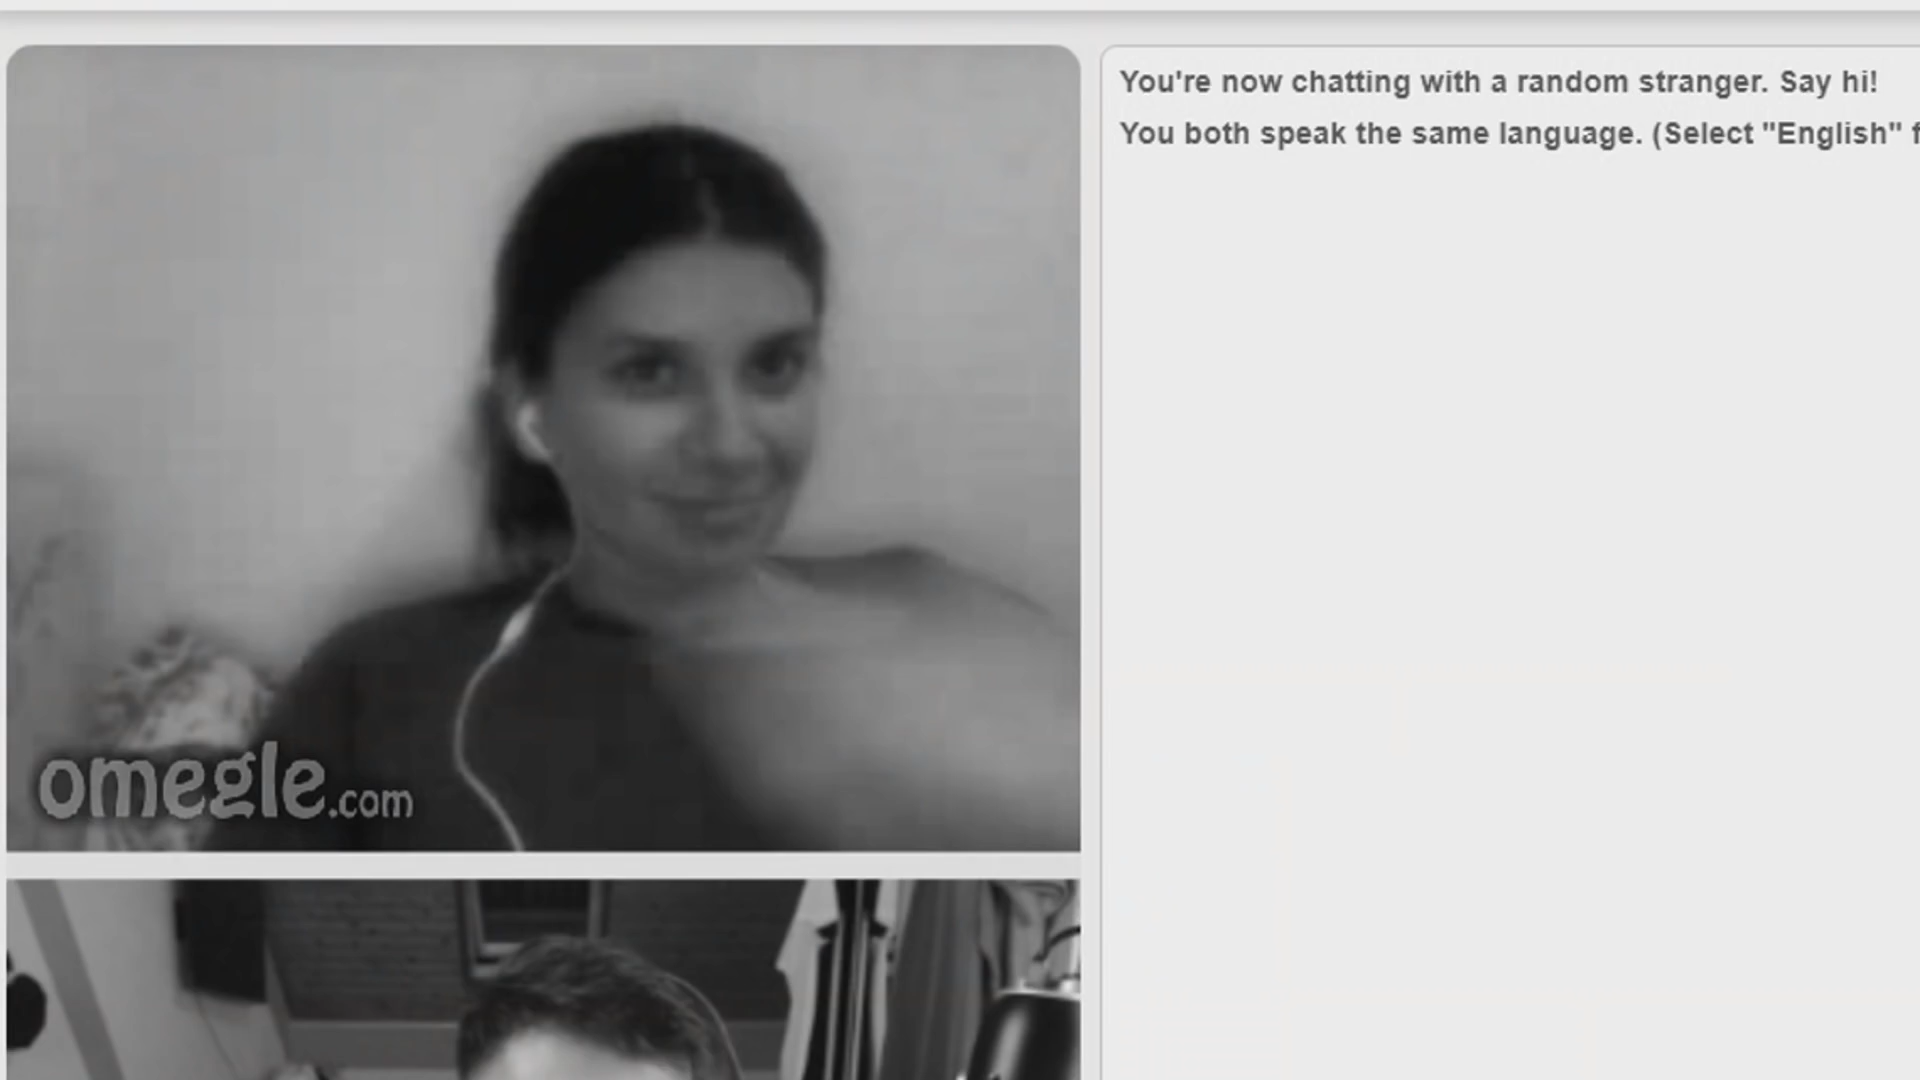 You're now chatting with a random stranger. Say hi!
You both speak the same language. (Select "English" f
omegle.com